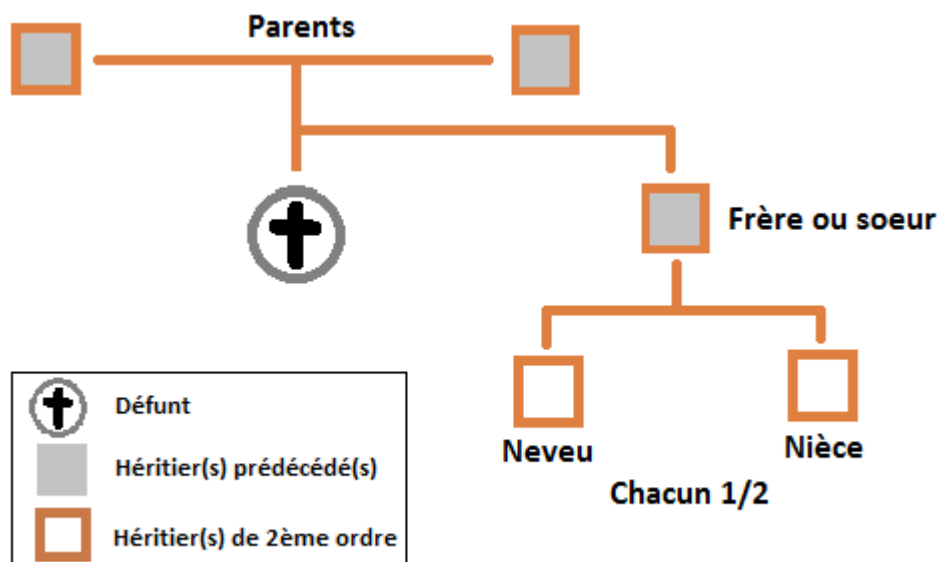 Parents
Frère ou soeur
Neveu
Nièce
Chacun 1/2
Défunt
Héritier(s) prédécédé(s)
Héritier(s) de 2ème ordre